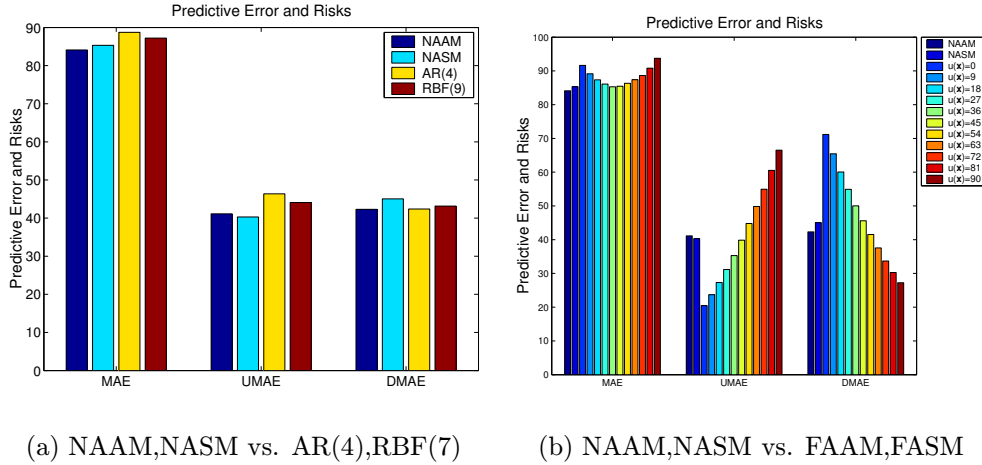 Predictive Error and Risks
Predictive Error and Risks
90
80
70
60
50
40
30
20
10
0
MAE
UMAE
DMAE
NAAM
NASM
AR(4)
RBF(9)
(a) NAAM,NASM vs. AR(4),RBF(7)
Predictive Error and Risks
Predictive Error and Risks
100
90
80
70
60
50
40
30
20
10
0
MAE
UMAE
DMAE
NAAM
NASM
u(x)=0
u(x)=9
u(x)=18
u(x)=27
u(x)=36
u(x)=45
u(x)=54
u(x)=63
u(x)=72
u(x)=81
u(x)=90
(b) NAAM,NASM vs. FAAM,FASM